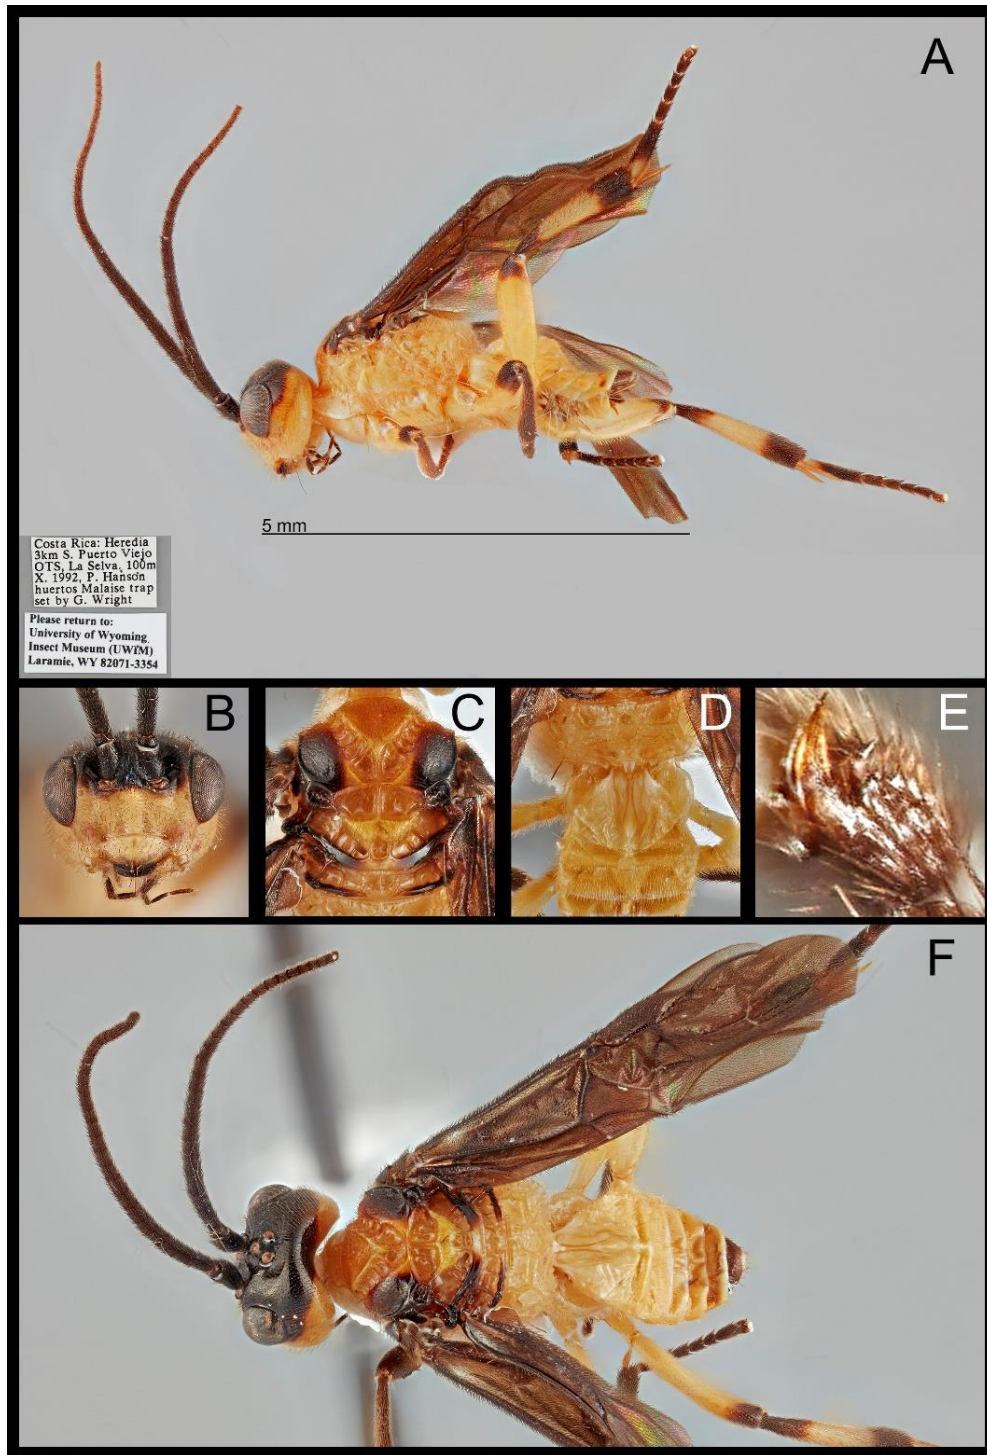 A
5 mm
Costa Rica: Heredia
3km S. Puerto Viejo
OTS, La Selva, 100m
X. 1992, P. Hanson
huertos Malaise trap
set by G. Wright
Please return to:
University of Wyoming
Insect Museum (UWIM)
Laramie, WY 82071-3354
B
C
D
E
F